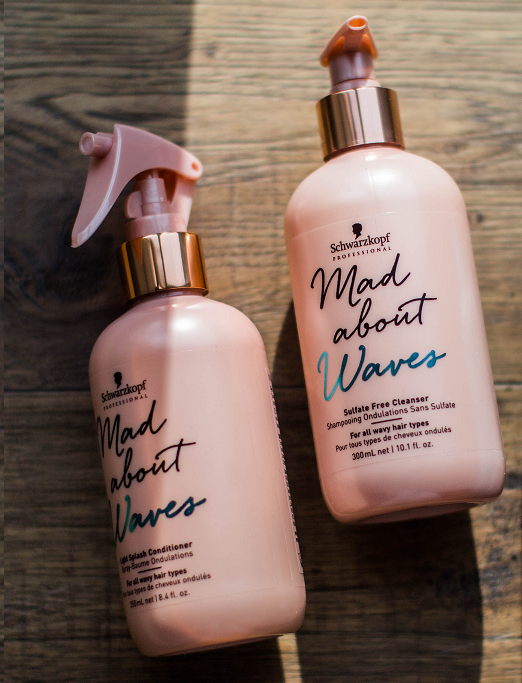 Schwarzkopf
PROFESSIONAL
Mad
about
Waves
Light Splash Conditioner
Spray-Baume Ondulations
For all wavy hair types
types de cheveux ondulés
250mL net | 8.4 fl. oz.
Schwarzkopf
PROFESSIONAL
Mad
about
Waves
Sulfate Free Cleanser
Shampooing Ondulations Sans Sulfate
For all wavy hair types
Pour tous types de cheveux ondulés
300mL net | 10.1 fl. oz.